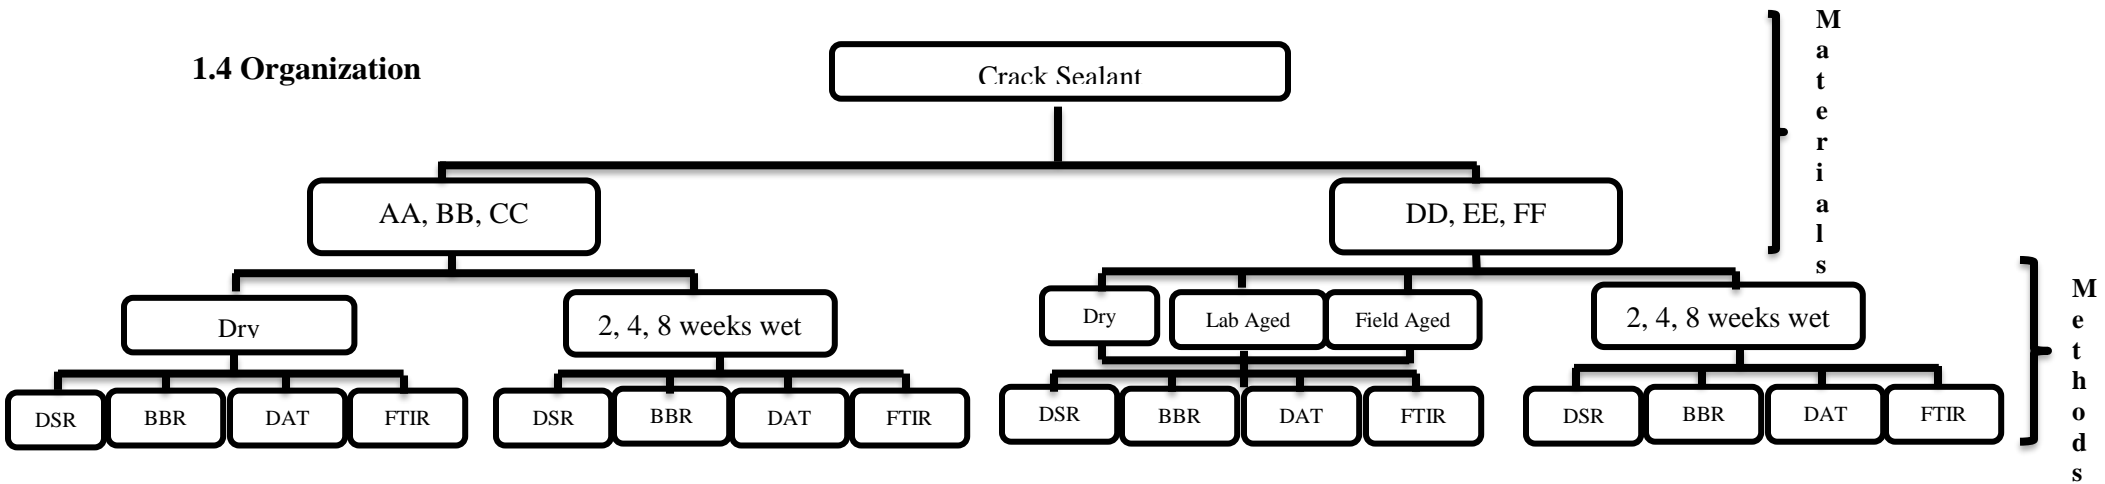 1.4 Organization
Crack Sealant
AA, BB, CC
DD, EE, FF
Dry
2, 4, 8 weeks wet
Dry
Lab Aged
Field Aged
2, 4, 8 weeks wet
DSR
BBR
DAT
FTIR
DSR
BBR
DAT
FTIR
DSR
BBR
DAT
FTIR
DSR
BBR
DAT
FTIR
Materials
Methods